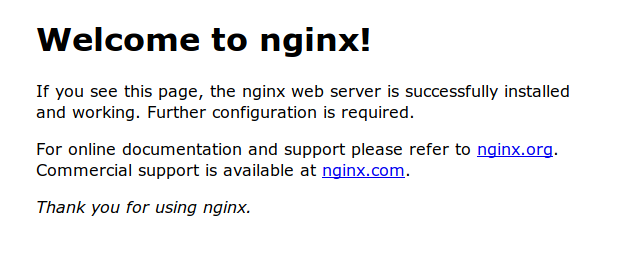 Welcome to nginx!
If you see this page, the nginx web server is successfully installed
and working. Further configuration is required.
For online documentation and support please refer to nginx.org.
Commercial support is available at nginx.com.
Thank you for using nginx.